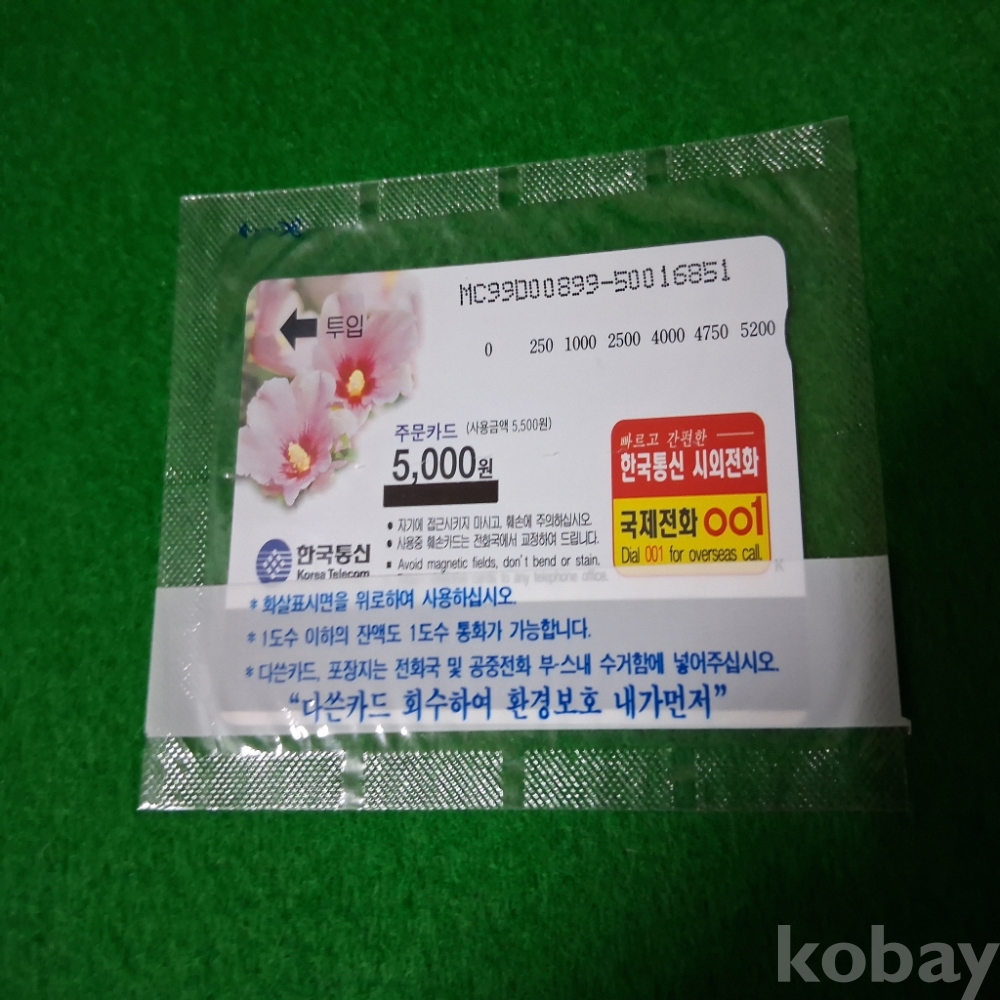 MC99D00899-50016851
투입
0 250 1000 2500 4000 4750 5200
주문카드 (사용금액 5,500원)
5,000원
빠르고 간편한
한국통신 시외전화
국제전화 001
Dial 001 for overseas call.
• 자기에 접근시키지 마시고, 훼손에 주의하십시오.
• 사용중 훼손카드는 전화국에서 교정하여 드립니다.
▪ Avoid magnetic fields, don't bend or stain.
cards to any telephone office.
한국통신
Korea Telecom
* 화살표시면을 위로하여 사용하십시오.
* 1도수 이하의 잔액도 1도수 통화가 가능합니다.
* 다쓴카드, 포장지는 전화국 및 공중전화 부-스내 수거함에 넣어주십시오.
“다쓴카드 회수하여 환경보호 내가먼저”
kobay